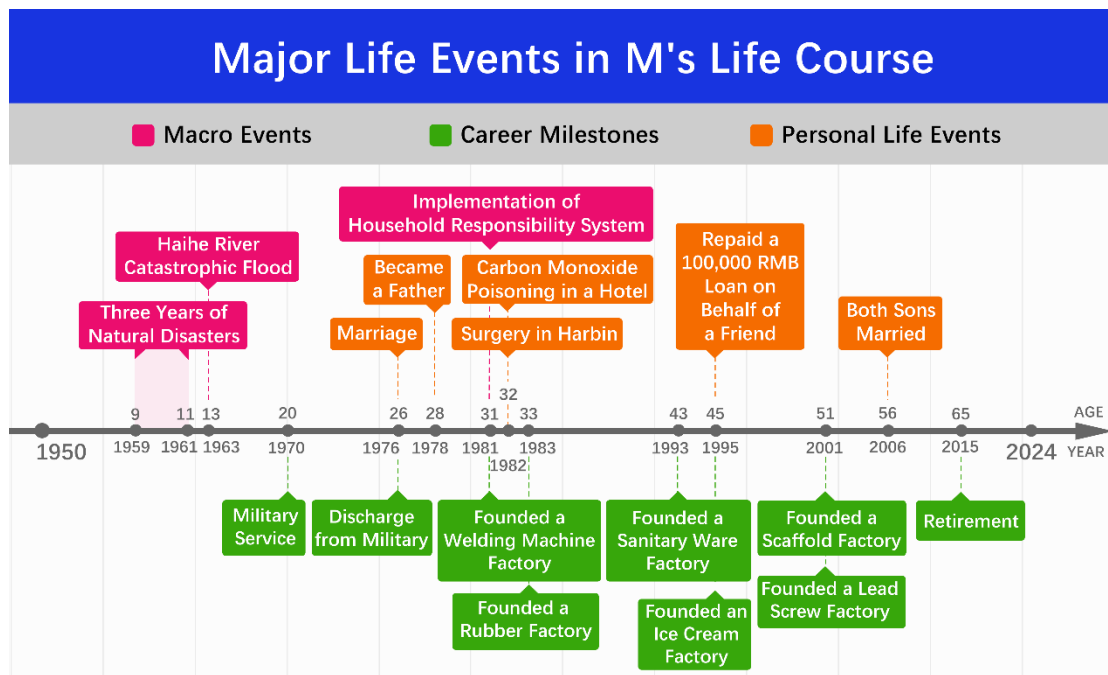 Major Life Events in M's Life Course
Macro Events
Career Milestones
Personal Life Events
Implementation of
Household Responsibility System
Haihe River
Catastrophic Flood
Became
a Father
Carbon Monoxide
Poisoning in a Hotel
Repaid a
100,000 RMB
Loan on
Behalf of
a Friend
Three Years of
Natural Disasters
Marriage
Surgery in Harbin
Both Sons
Married
9 11 13 20 26 28 31 32 33 43 45 51 56 65 AGE
1950 1959 1961 1963 1970 1976 1978 1981 1982 1983 1993 1995 2001 2006 2015 2024 YEAR
Military
Service
Discharge
from Military
Founded a
Welding Machine
Factory
Founded a
Sanitary Ware
Factory
Founded a
Scaffold Factory
Retirement
Founded a
Rubber Factory
Founded an
Ice Cream
Factory
Founded a Lead
Screw Factory